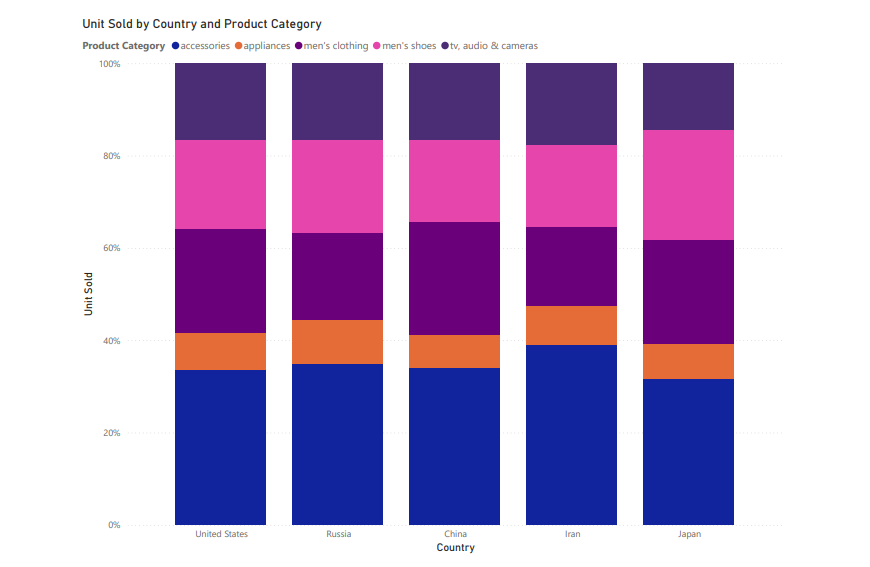 Unit Sold by Country and Product Category
Product Category accessories appliances men's clothing men's shoes tv, audio & cameras
100%
80%
60%
40%
20%
0%
Unit Sold
United States Russia China Iran Japan
Country